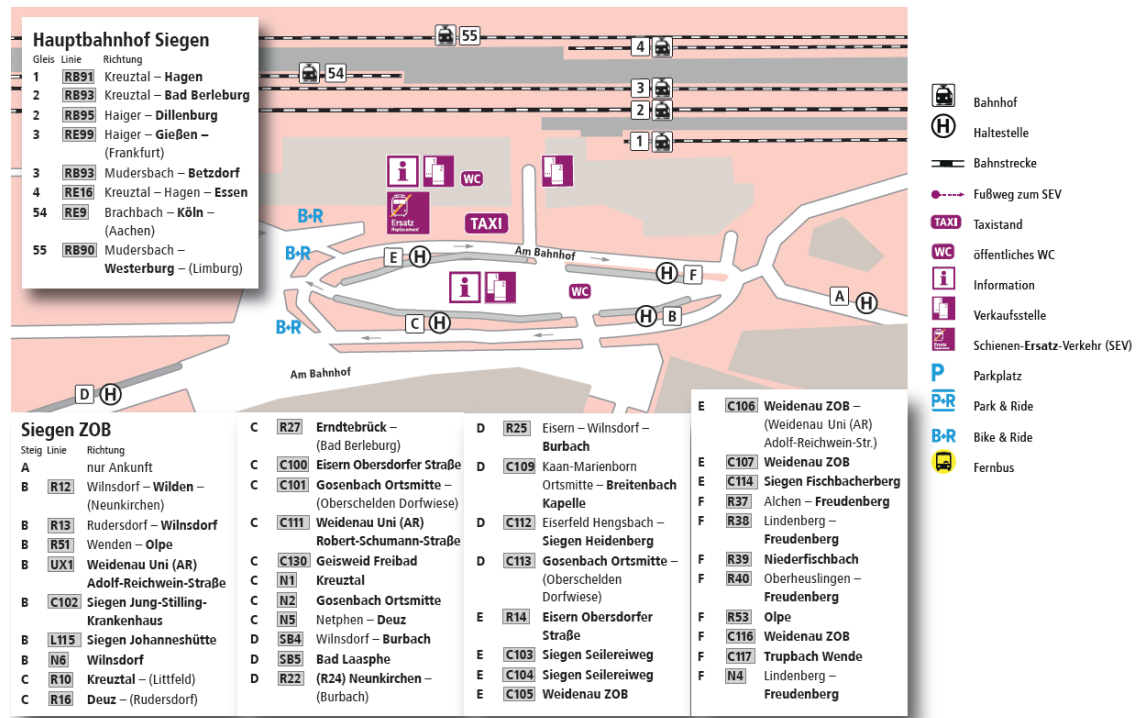 Hauptbahnhof Siegen
Gleis Linie Richtung
1 RB91 Kreuztal – Hagen
2 RB93 Kreuztal – Bad Berleburg
2 RB95 Haiger – Dillenburg
3 RE99 Haiger – Gießen –
(Frankfurt)
3 RB93 Mudersbach – Betzdorf
4 RE16 Kreuztal – Hagen – Essen
54 RE9 Brachbach – Köln –
(Aachen)
55 RB90 Mudersbach –
Westerburg – (Limburg)
55
4
54
3
2
1
i
WC
Ersatz
Replacement
TAXI
B+R
B+R
B+R
E H
Am Bahnhof
H F
i
WC
A H
C H
H B
Am Bahnhof
D H
Bahnhof
H Haltestelle
Bahnstrecke
Fußweg zum SEV
TAXI Taxistand
WC öffentliches WC
i Information
Verkaufsstelle
Ersatz Schienen-Ersatz-Verkehr (SEV)
P Parkplatz
P+R Park & Ride
B+R Bike & Ride
Fernbus
Siegen ZOB
Steig Linie Richtung
A nur Ankunft
B R12 Wilnsdorf – Wilden –
(Neunkirchen)
B R13 Rudersdorf – Wilnsdorf
B R51 Wenden – Olpe
B UX1 Weidenau Uni (AR)
Adolf-Reichwein-Straße
B C102 Siegen Jung-Stilling-
Krankenhaus
B L115 Siegen Johanneshütte
B N6 Wilnsdorf
C R10 Kreuztal – (Littfeld)
C R16 Deuz – (Rudersdorf)
C R27 Erndtebrück –
(Bad Berleburg)
C C100 Eisern Obersdorfer Straße
C C101 Gosenbach Ortsmitte –
(Oberschelden Dorfwiese)
C C111 Weidenau Uni (AR)
Robert-Schumann-Straße
C C130 Geisweid Freibad
C N1 Kreuztal
C N2 Gosenbach Ortsmitte
C N5 Netphen – Deuz
D SB4 Wilnsdorf – Burbach
D SB5 Bad Laasphe
D R22 (R24) Neunkirchen –
(Burbach)
D R25 Eisern – Wilnsdorf –
Burbach
D C109 Kaan-Marienborn
Ortsmitte – Breitenbach
Kapelle
D C112 Eiserfeld Hengsbach –
Siegen Heidenberg
D C113 Gosenbach Ortsmitte –
(Oberschelden
Dorfwiese)
E R14 Eisern Obersdorfer
Straße
E C103 Siegen Seilereiweg
E C104 Siegen Seilereiweg
E C105 Weidenau ZOB
E C106 Weidenau ZOB –
(Weidenau Uni (AR)
Adolf-Reichwein-Str.)
E C107 Weidenau ZOB
E C114 Siegen Fischbacherberg
F R37 Alchen – Freudenberg
F R38 Lindenberg –
Freudenberg
F R39 Niederfischbach
F R40 Oberheuslingen –
Freudenberg
F R53 Olpe
F C116 Weidenau ZOB
F C117 Trupbach Wende
F N4 Lindenberg –
Freudenberg